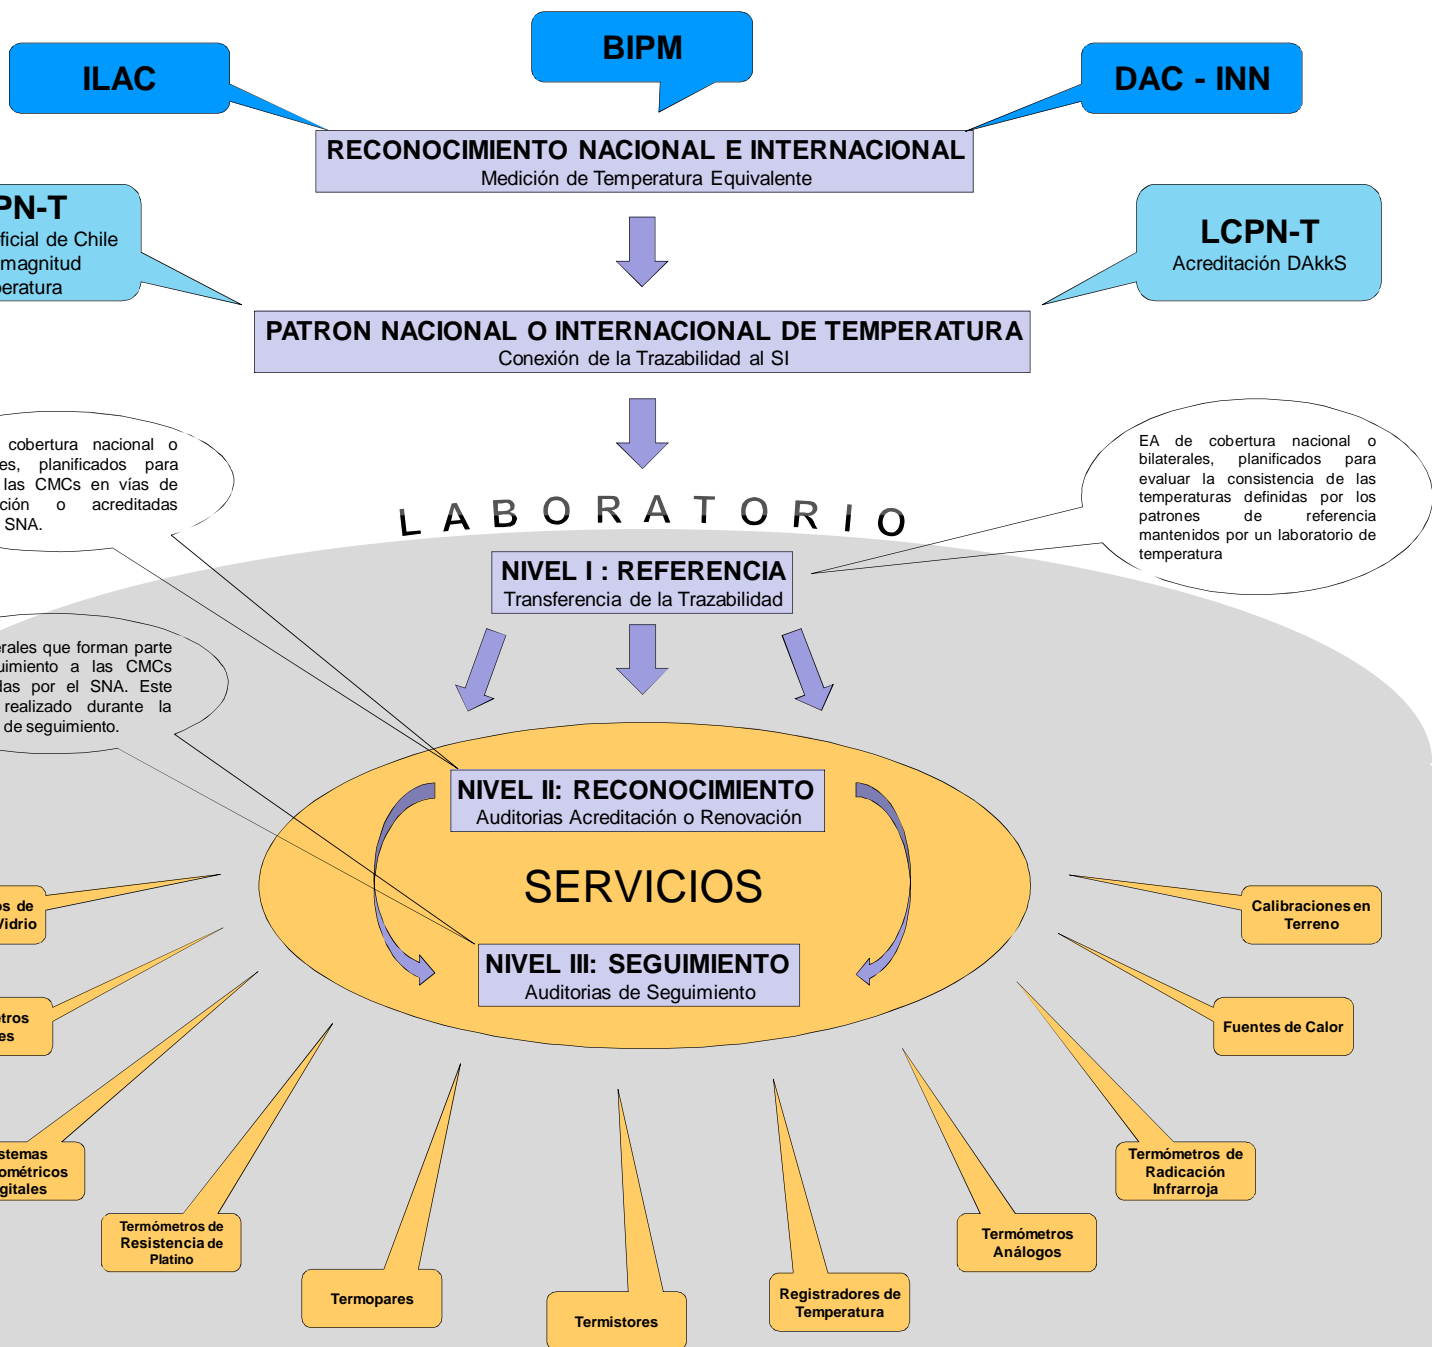 BIPM
ILAC
DAC - INN
RECONOCIMIENTO NACIONAL E INTERNACIONAL
Medición de Temperatura Equivalente
PN-T
ficial de Chile
magnitud
peratura
LCPN-T
Acreditación DAkkS
PATRON NACIONAL O INTERNACIONAL DE TEMPERATURA
Conexión de la Trazabilidad al SI
cobertura nacional o
es, planificados para
las CMCs en vías de
ción o acreditadas
SNA.
EA de cobertura nacional o
bilaterales, planificados para
evaluar la consistencia de las
temperaturas definidas por los
patrones de referencia
mantenidos por un laboratorio de
temperatura
LABORATORIO
NIVEL I : REFERENCIA
Transferencia de la Trazabilidad
erales que forman parte
uimiento a las CMCs
das por el SNA. Este
realizado durante la
de seguimiento.
NIVEL II: RECONOCIMIENTO
Auditorias Acreditación o Renovación
SERVICIOS
NIVEL III: SEGUIMIENTO
Auditorias de Seguimiento
os de
Vidrio
Calibraciones en
Terreno
tros
es
Fuentes de Calor
stemas
ométricos
gitales
Termómetros de
Radicación
Infrarroja
Termómetros de
Resistencia de
Platino
Termómetros
Análogos
Termopares
Registradores de
Temperatura
Termistores